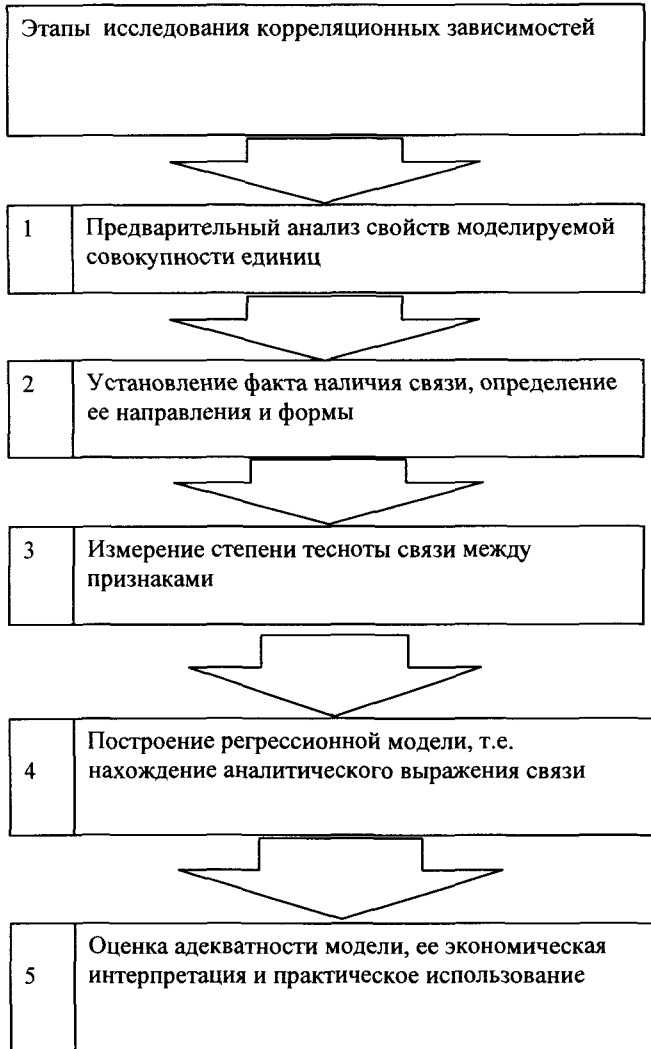 Этапы исследования корреляционных зависимостей
1
Предварительный анализ свойств моделируемой
совокупности единиц
2
Установление факта наличия связи, определение
ее направления и формы
3
Измерение степени тесноты связи между
признаками
4
Построение регрессионной модели, т.е.
нахождение аналитического выражения связи
5
Оценка адекватности модели, ее экономическая
интерпретация и практическое использование